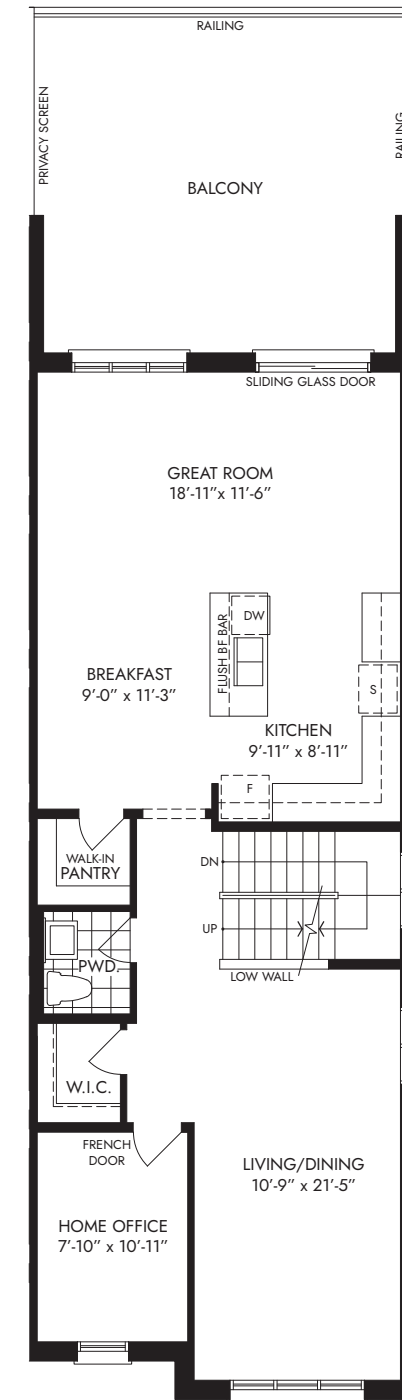 RAILING
PRIVACY SCREEN
RAILING
BALCONY
SLIDING GLASS DOOR
GREAT ROOM
18’-11”x 11’-6”
DW
FLUSH BF BAR
BREAKFAST
9’-0” x 11’-3”
S
KITCHEN
9’-11” x 8’-11”
F
WALK-IN
PANTRY
DN
UP
PWD.
LOW WALL
W.I.C.
FRENCH
DOOR
LIVING/DINING
10’-9” x 21’-5”
HOME OFFICE
7’-10” x 10’-11”